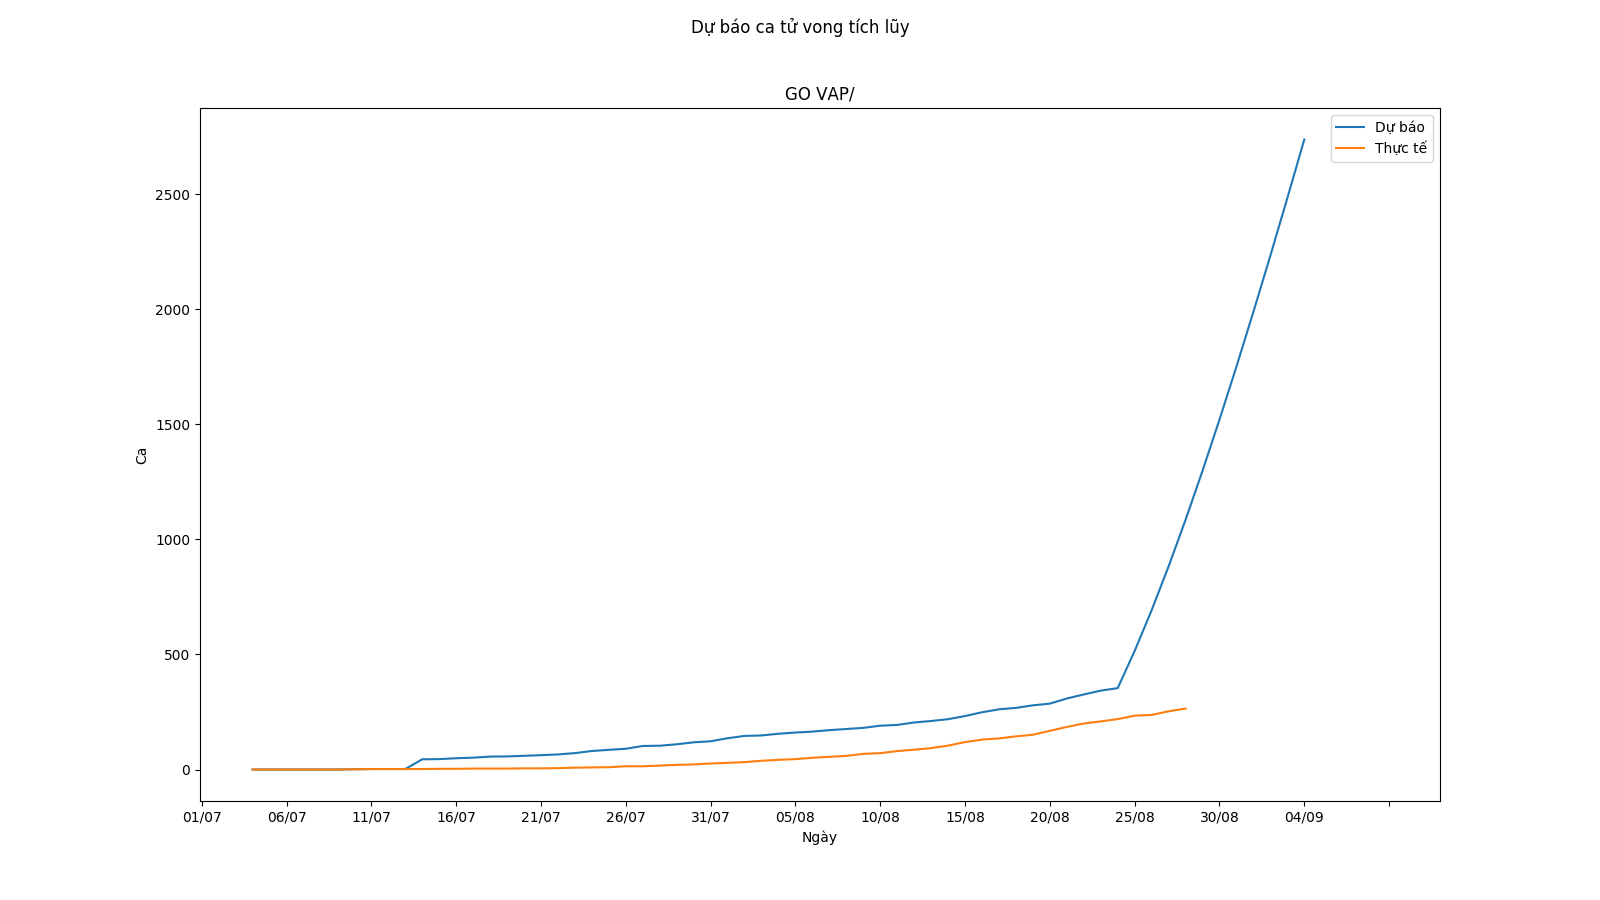 Dự báo ca tử vong tích lũy
GO VAP/
Dự báo
Thực tế
2500
2000
1500
1000
500
0
Ca
01/07 06/07 11/07 16/07 21/07 26/07 31/07 05/08 10/08 15/08 20/08 25/08 30/08 04/09
Ngày